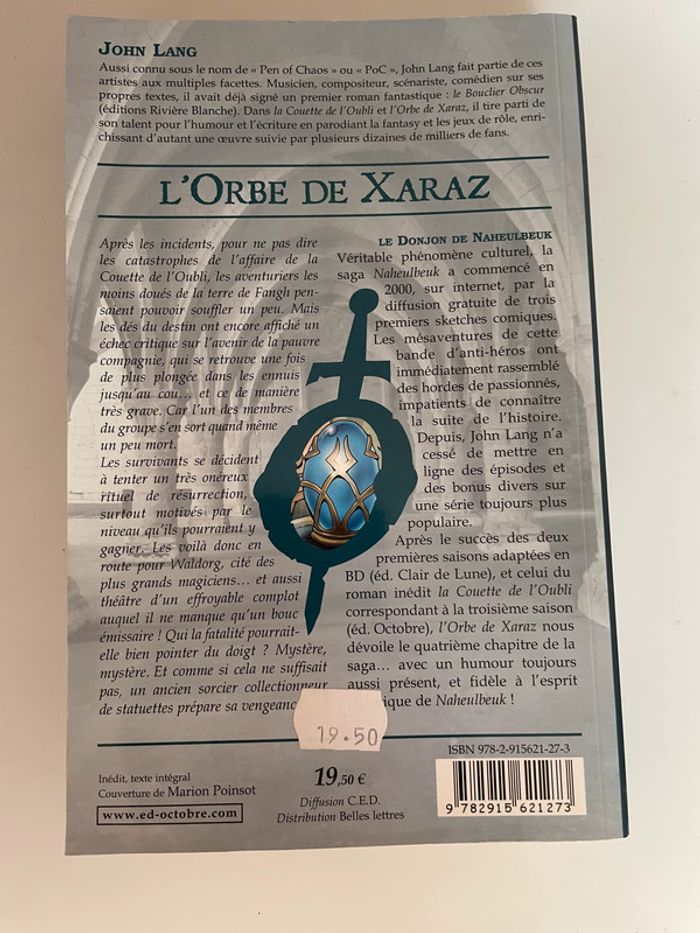 JOHN LANG
Aussi connu sous le nom de « Pen of Chaos » ou « PoC », John Lang fait partie de ces
artistes aux multiples facettes. Musicien, compositeur, scénariste, comédien sur ses
propres textes, il avait déjà signé un premier roman fantastique : le Bouclier Obscur
(éditions Rivière Blanche). Dans la Couette de l'Oubli et l'Orbe de Xaraz, il tire parti de
son talent pour l'humour et l'écriture en parodiant la fantasy et les jeux de rôle, enri-
chissant d'autant une œuvre suivie par plusieurs dizaines de milliers de fans.
L'ORBE DE XARAZ
Après les incidents, pour ne pas dire
les catastrophes de l'affaire de la
Couette de l'Oubli, les aventuriers les
moins doués de la terre de Fangh pen-
saient pouvoir souffler un peu. Mais
les dés du destin ont encore affiché un
échec critique sur l'avenir de la pauvre
compagnie, qui se retrouve une fois
de plus plongée dans les ennuis
jusqu'au cou… et ce de manière
très grave. Car l'un des membres
du groupe s'en sort quand même
un peu mort.
Les survivants se décident
à tenter un très onéreux
rituel de résurrection,
surtout motivés par le
niveau qu'ils pourraient y
gagner. Les voilà donc en
route pour Waldorg, cité des
plus grands magiciens… et aussi
théâtre d'un effroyable complot
auquel il ne manque qu'un bouc
émissaire ! Qui la fatalité pourrait-
elle bien pointer du doigt ? Mystère,
mystère. Et comme si cela ne suffisait
pas, un ancien sorcier collectionneur
de statuettes prépare sa vengeanc
LE DONJON DE NAHEULBEUK
Véritable phénomène culturel, la
saga Naheulbeuk a commencé en
2000, sur internet, par la
diffusion gratuite de trois
premiers sketches comiques.
Les mésaventures de cette
bande d'anti-héros ont
immédiatement rassemblé
des hordes de passionnés,
impatients de connaître
la suite de l'histoire.
Depuis, John Lang n'a
cessé de mettre en
ligne des épisodes et
des bonus divers sur
une série toujours plus
populaire.
Après le succès des deux
premières saisons adaptées en
BD (éd. Clair de Lune), et celui du
roman inédit la Couette de l'Oubli
correspondant à la troisième saison
(éd. Octobre), l'Orbe de Xaraz nous
dévoile le quatrième chapitre de la
saga… avec un humour toujours
aussi présent, et fidèle à l'esprit
ique de Naheulbeuk !
19.50
Inédit, texte intégral
Couverture de Marion Poinsot
www.ed-octobre.com
19,50 €
Diffusion C.E.D.
Distribution Belles lettres
ISBN 978-2-915621-27-3
9 782915 621273